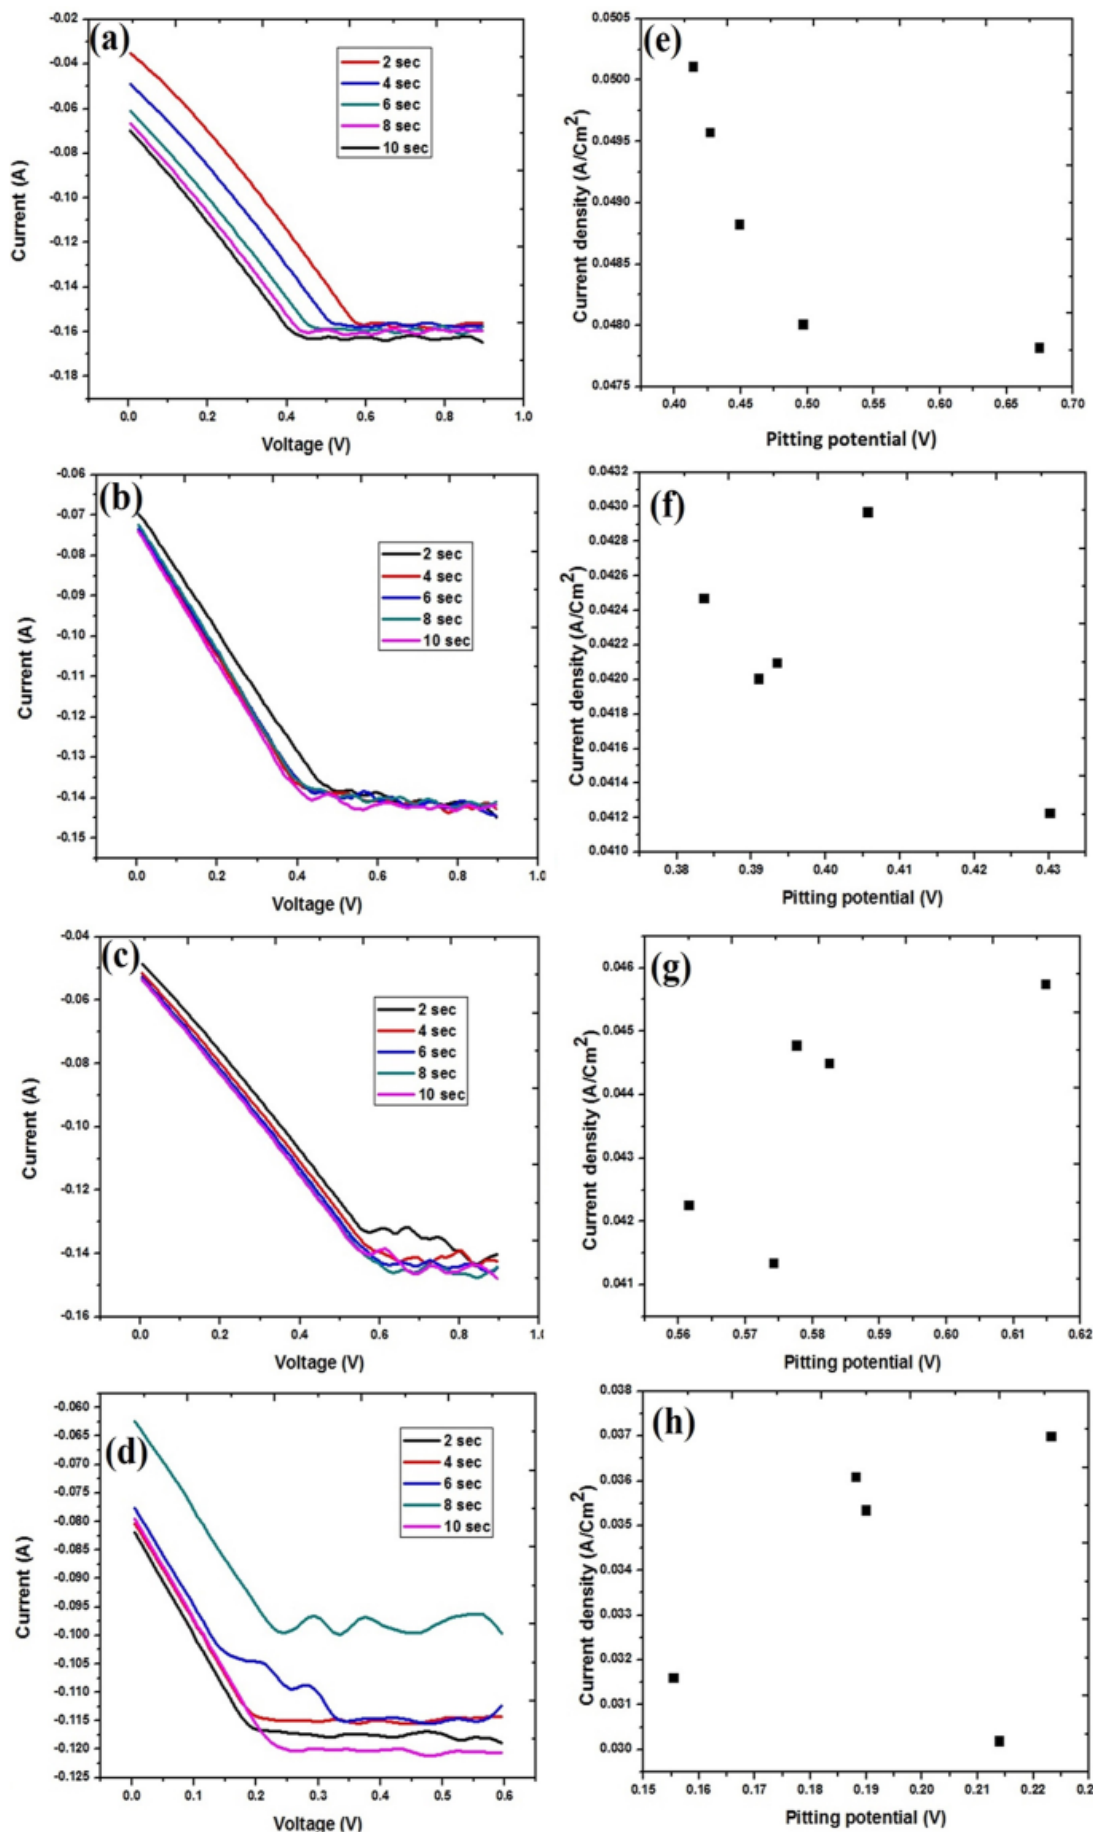 (a)
-0.02
-0.04
-0.06
-0.08
-0.10
-0.12
-0.14
-0.16
-0.18
Current (A)
2 sec
4 sec
6 sec
8 sec
10 sec
0.0 0.2 0.4 0.6 0.8 1.0
Voltage (V)
(e)
0.0505
0.0500
0.0495
0.0490
0.0485
0.0480
0.0475
Current density (A/Cm2)
0.40 0.45 0.50 0.55 0.60 0.65 0.70
Pitting potential (V)
(b)
-0.06
-0.07
-0.08
-0.09
-0.10
-0.11
-0.12
-0.13
-0.14
-0.15
Current (A)
2 sec
4 sec
6 sec
8 sec
10 sec
0.0 0.2 0.4 0.6 0.8 1.0
Voltage (V)
(f)
0.0432
0.0430
0.0428
0.0426
0.0424
0.0422
0.0420
0.0418
0.0416
0.0414
0.0412
0.0410
Current density (A/Cm2)
0.38 0.39 0.40 0.41 0.42 0.43
Pitting potential (V)
(c)
-0.04
-0.06
-0.08
-0.10
-0.12
-0.14
-0.16
Current (A)
2 sec
4 sec
6 sec
8 sec
10 sec
0.0 0.2 0.4 0.6 0.8
Voltage (V)
(g)
0.046
0.045
0.044
0.043
0.042
0.041
Current density (A/Cm2)
0.56 0.57 0.58 0.59 0.60 0.61 0.62
Pitting potential (V)
(d)
-0.060
-0.065
-0.070
-0.075
-0.080
-0.085
-0.090
-0.095
-0.100
-0.105
-0.110
-0.115
-0.120
-0.125
Current (A)
2 sec
4 sec
6 sec
8 sec
10 sec
0.0 0.1 0.2 0.3 0.4 0.5 0.6
Voltage (V)
(h)
0.038
0.037
0.036
0.035
0.034
0.033
0.032
0.031
0.030
Current density (A/Cm2)
0.15 0.16 0.17 0.18 0.19 0.20 0.21 0.22
Pitting potential (V)